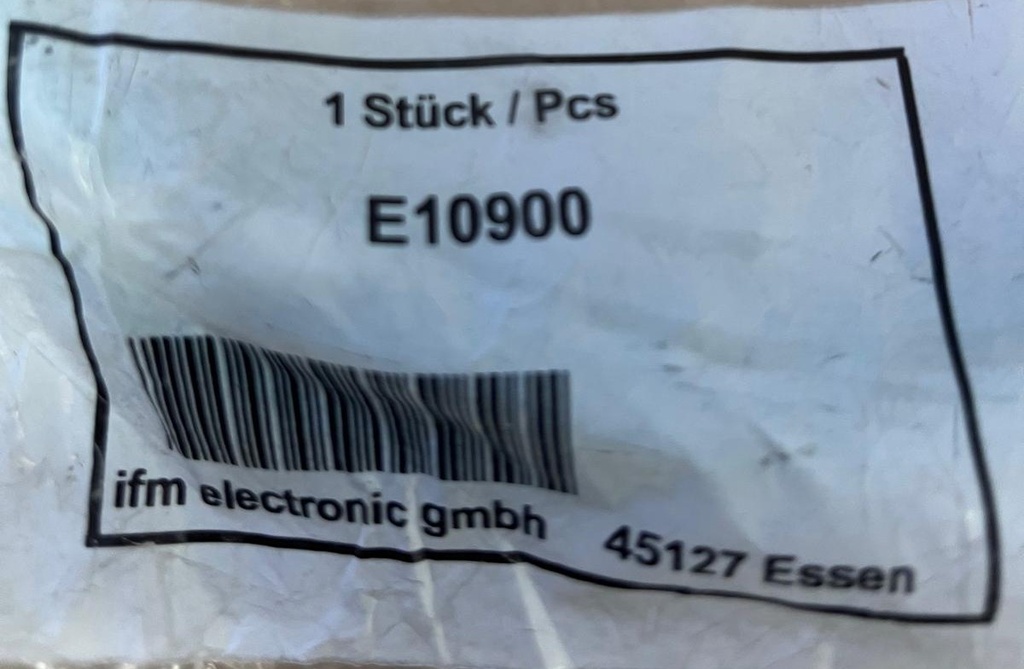 1 Stück / Pcs
E10900
ifm electronic gmbh 45127 Essen